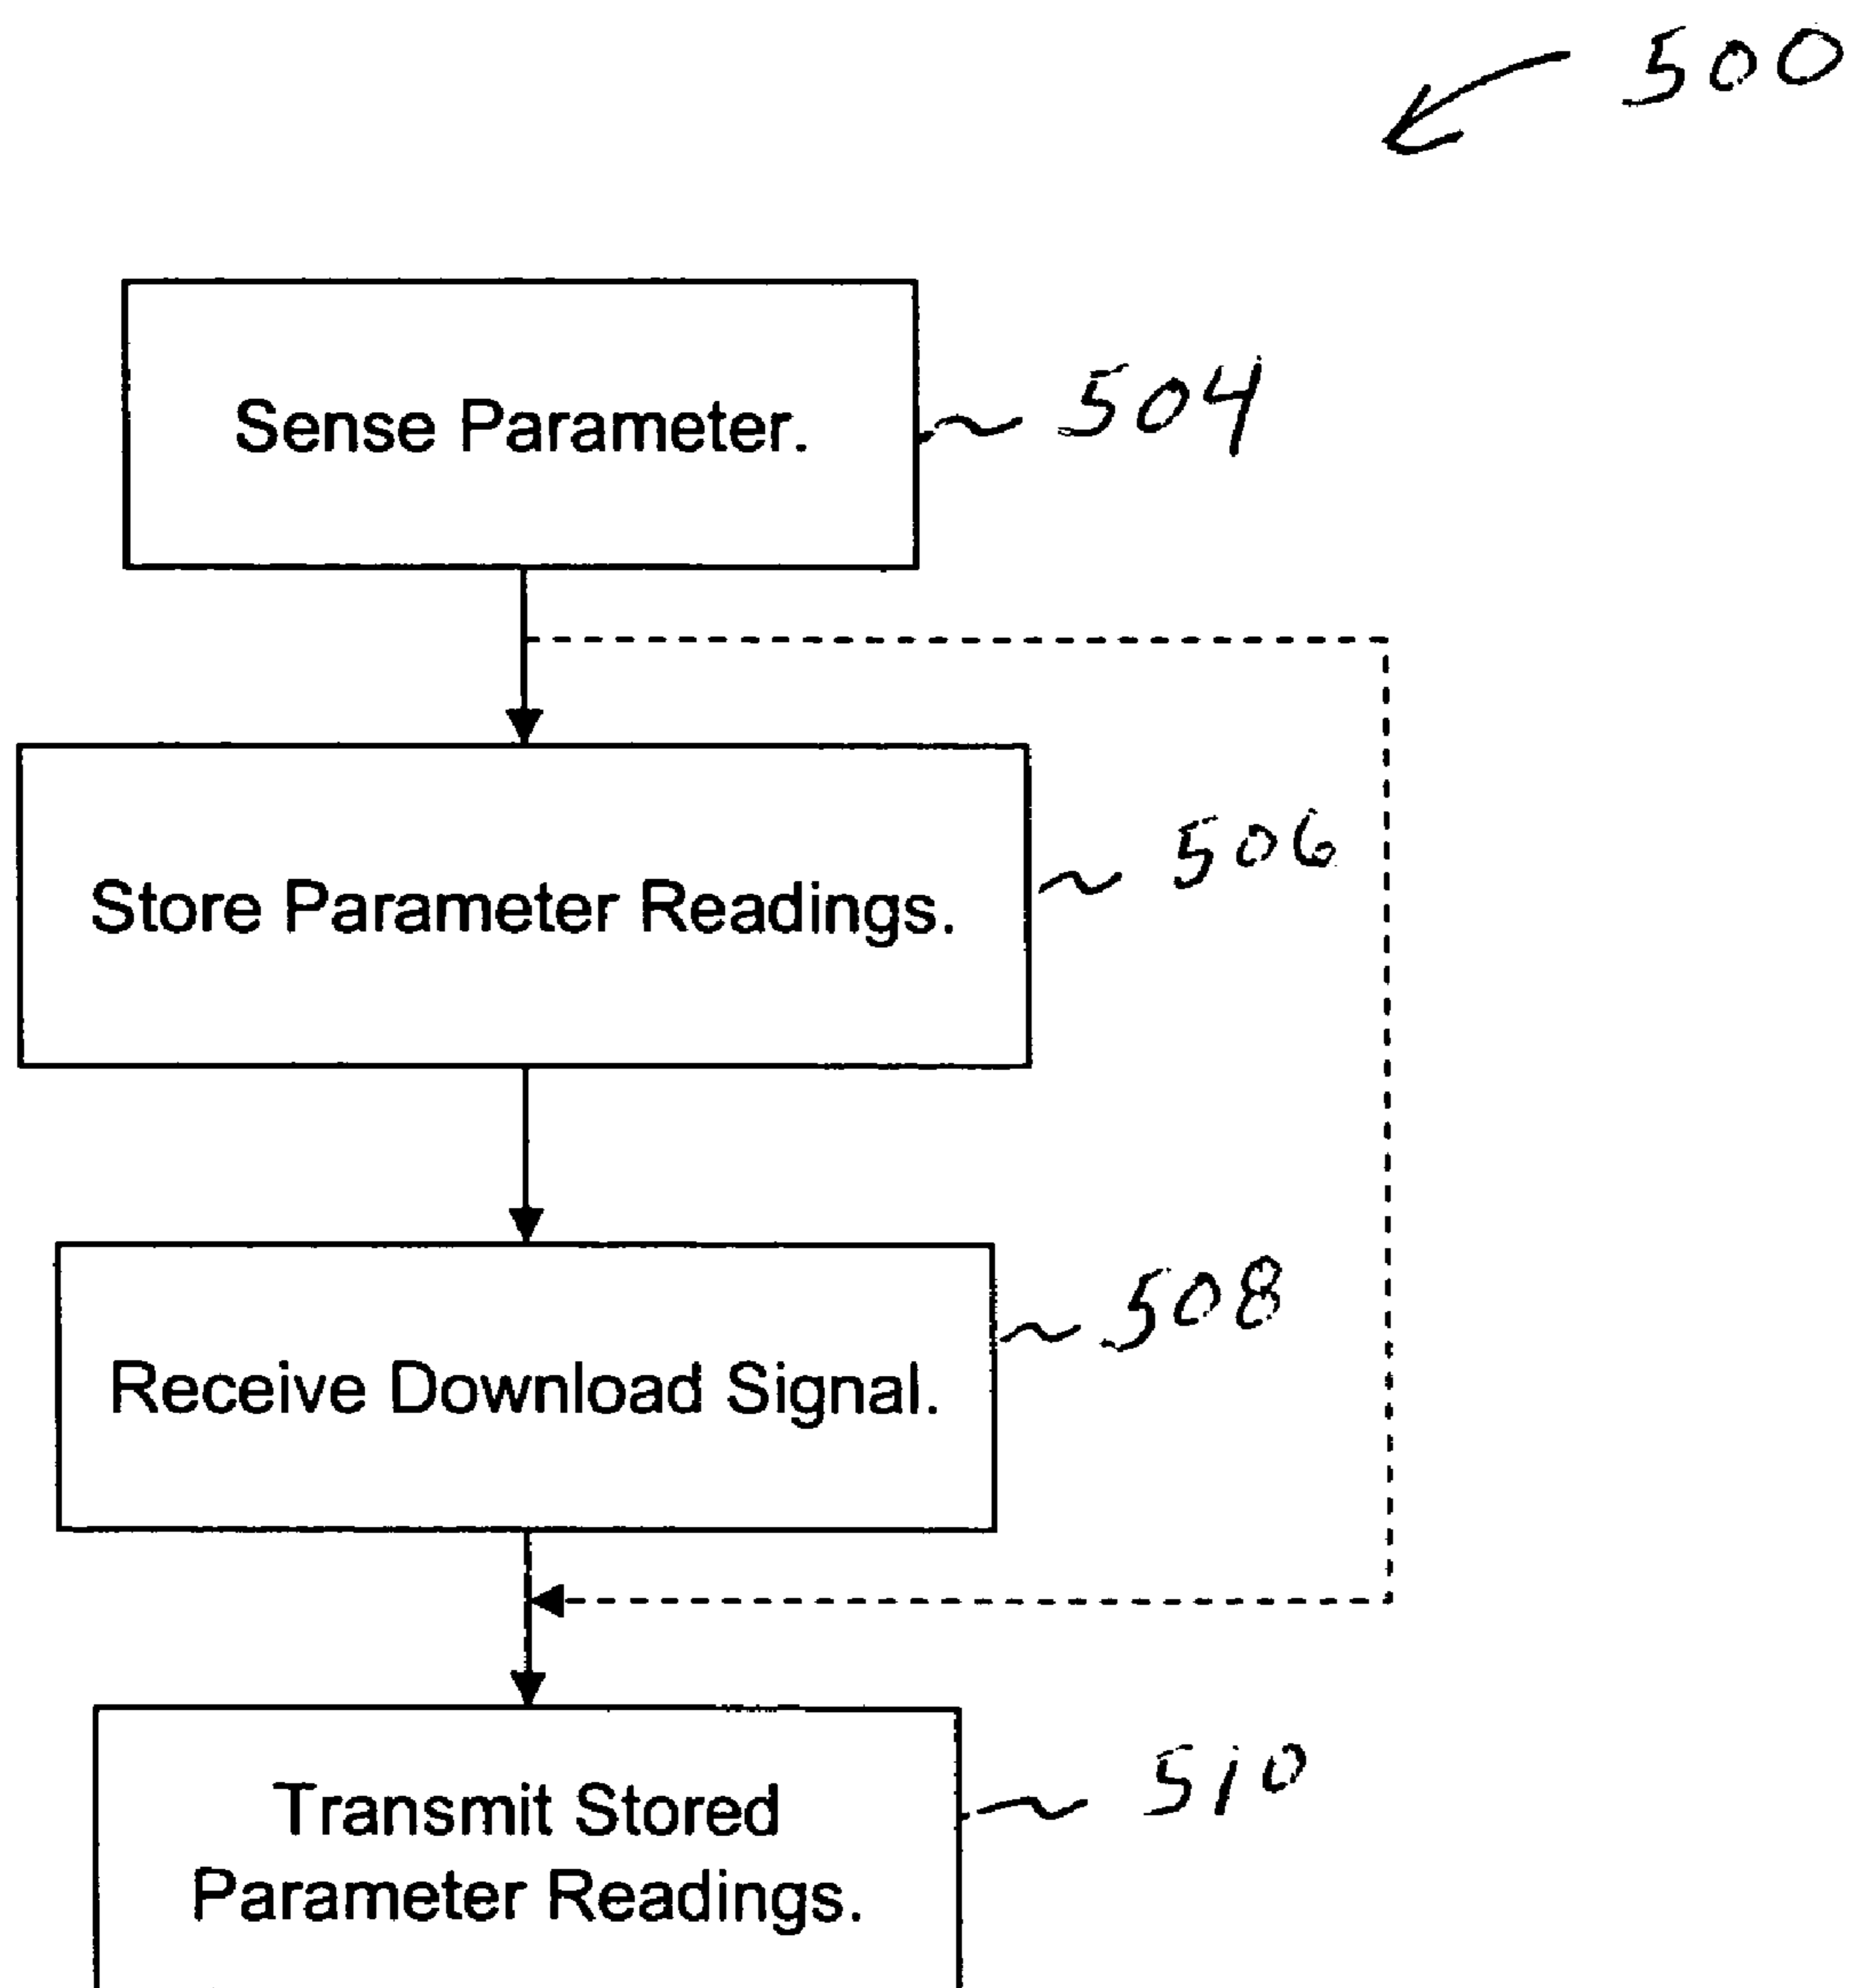 500
Sense Parameter.
504
Store Parameter Readings.
506
Receive Download Signal.
508
Transmit Stored
Parameter Readings.
510